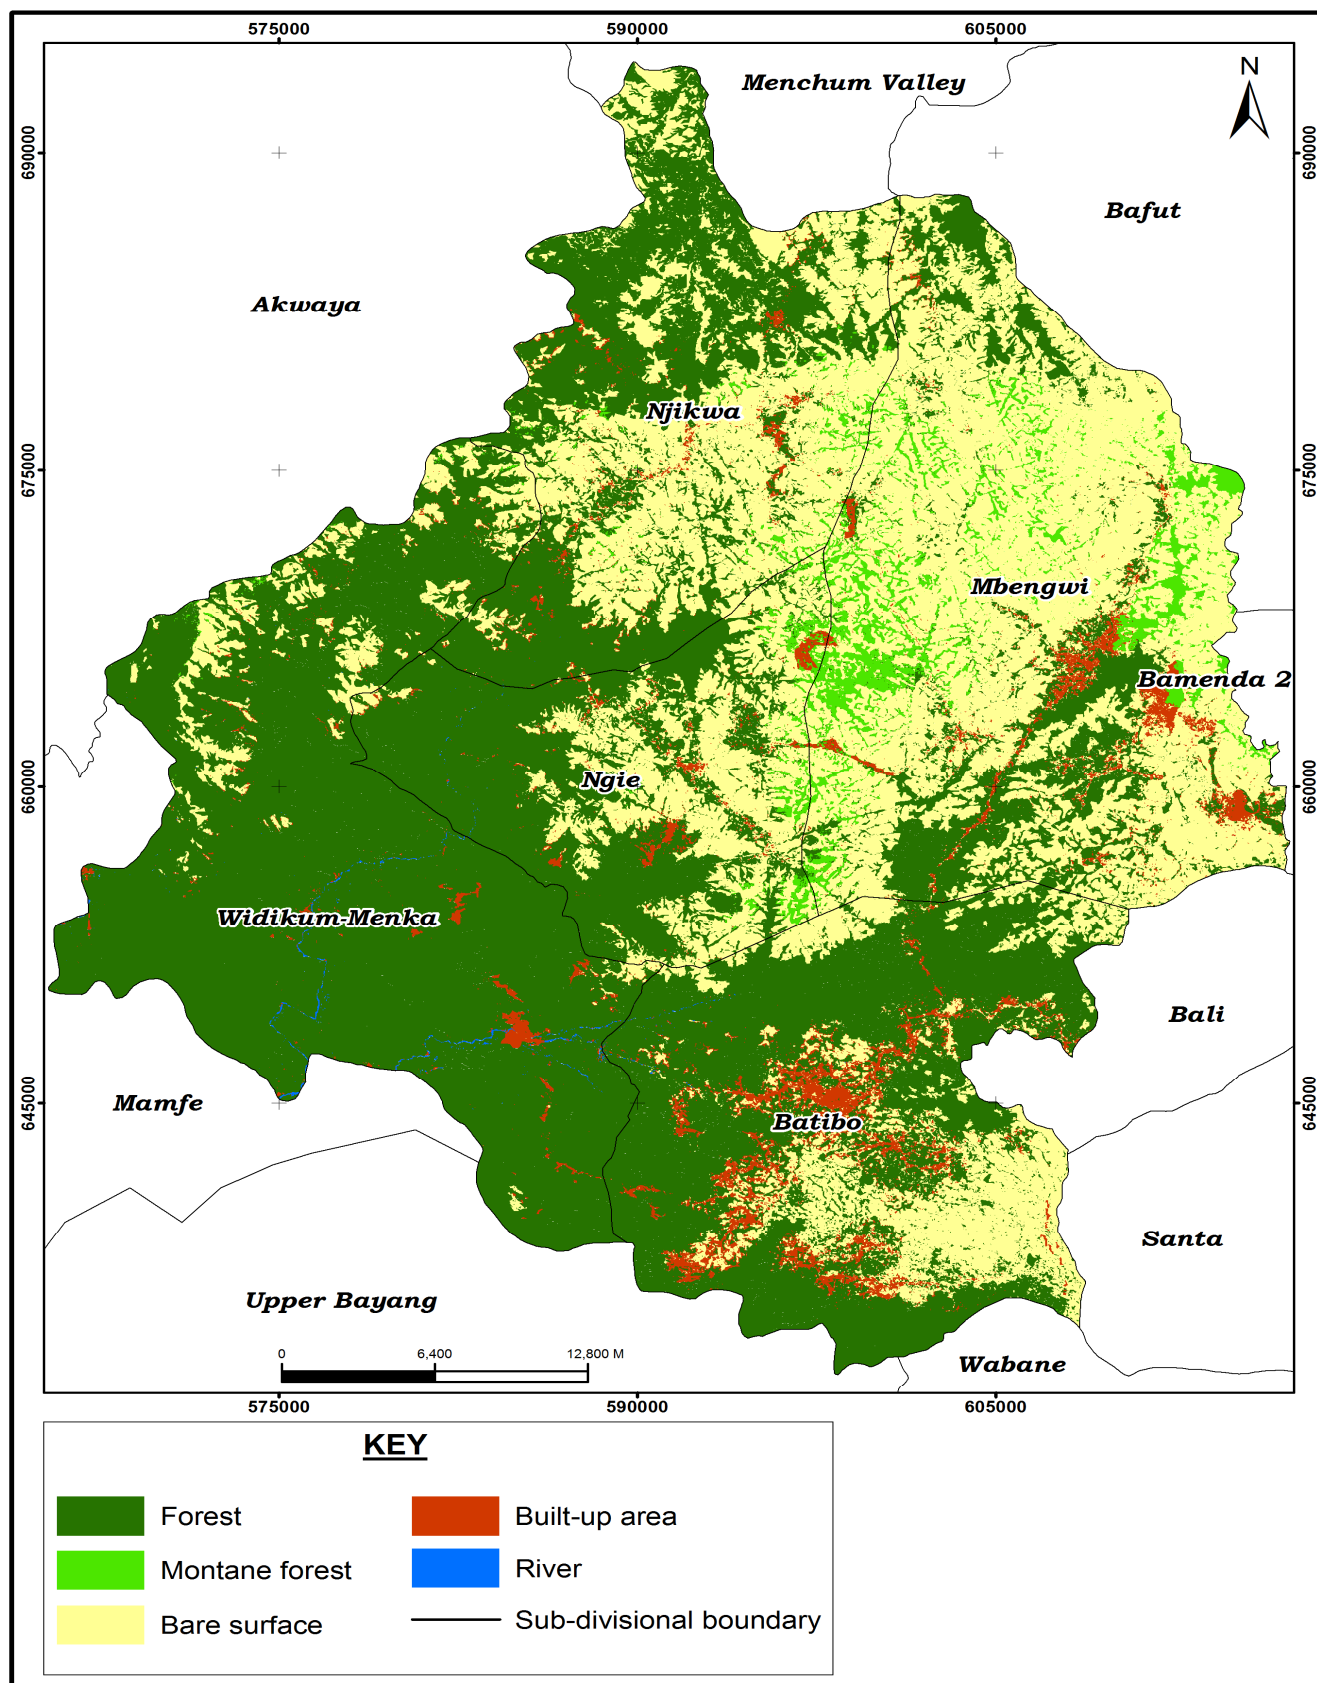 575000
590000
605000
Menchum Valley
N
690000
690000
Bafut
Akwaya
Njikwa
675000
675000
Mbengwi
Bamenda 2
Ngie
660000
660000
Widikum-Menka
Bali
Mamfe
645000
645000
Batibo
Santa
Upper Bayang
0
6,400
12,800 M
Wabane
575000
590000
605000
KEY
Forest
Built-up area
Montane forest
River
Bare surface
Sub-divisional boundary